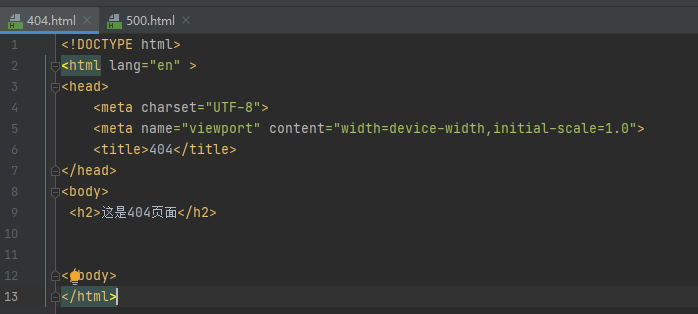 404.html 500.html
1 <!DOCTYPE html>
2 <html lang="en" >
3 <head>
4 <meta charset="UTF-8">
5 <meta name="viewport" content="width=device-width,initial-scale=1.0">
6 <title>404</title>
7 </head>
8 <body>
9 <h2>这是404页面</h2>
10
11
12 </body>
13 </html>